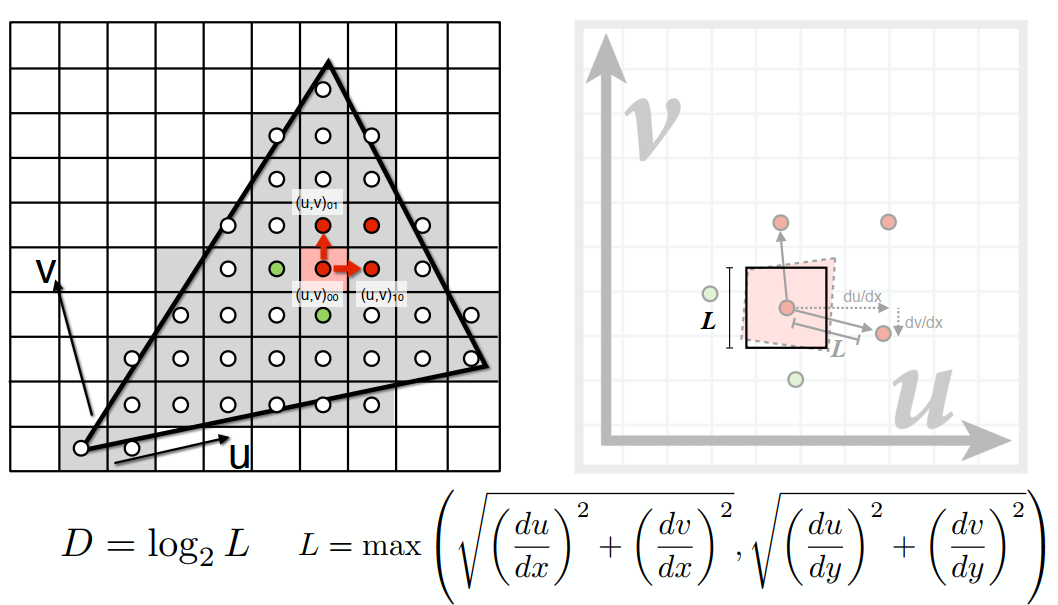 v
(u,v)₀₁
v
(u,v)₀₀ (u,v)₁₀
du/dx
L
dv/dx
L
u
u
D = log₂ L L = max ( √( (du/dx)² + (dv/dx)² ), √( (du/dy)² + (dv/dy)² ) )